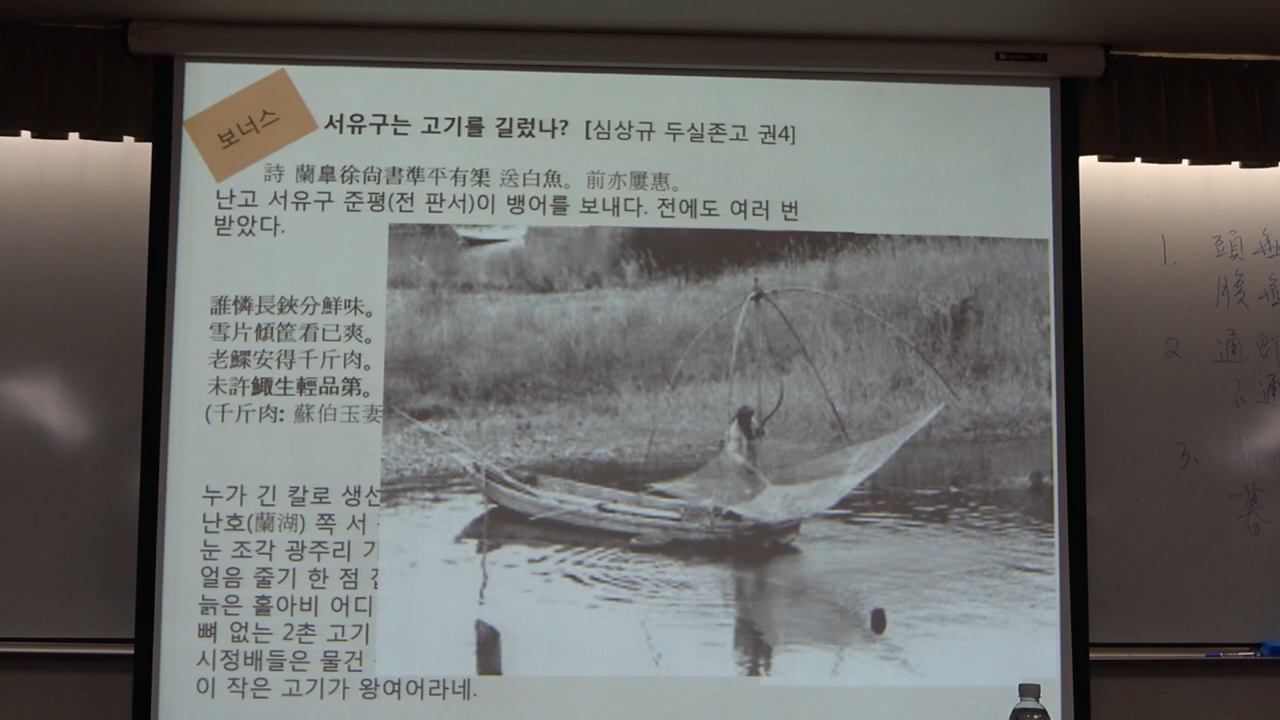 보너스
서유구는 고기를 길렀나? [심상규 두실존고 권4]
詩 蘭皐徐尙書準平有榘 送白魚。前亦屢惠。
난고 서유구 준평(전 판서)이 뱅어를 보내다. 전에도 여러 번
받았다.
誰憐長鋏分鮮味。
雪片傾筐看已爽。
老鰥安得千斤肉。
未許鯫生輕品第。
(千斤肉: 蘇伯玉妻
누가 긴 칼로 생선
난호(蘭湖) 쪽 서
눈 조각 광주리 기
얼음 줄기 한 점 집
늙은 홀아비 어디
뼈 없는 2촌 고기
시정배들은 물건
이 작은 고기가 왕여어라네.
1. 頭
腹
2. 通
不通
3.